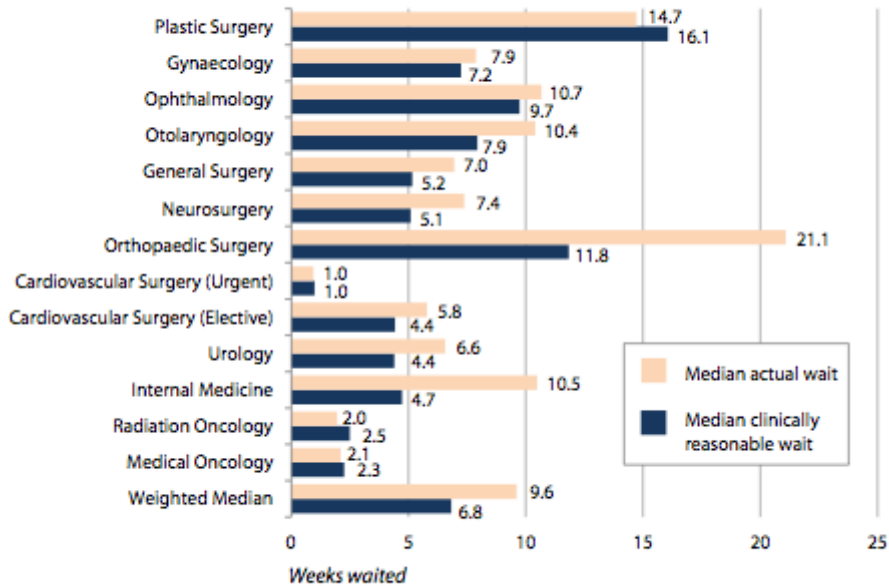 Plastic Surgery 14.7
16.1
Gynaecology 7.9
7.2
Ophthalmology 10.7
9.7
Otolaryngology 10.4
7.9
General Surgery 7.0
5.2
Neurosurgery 7.4
5.1
Orthopaedic Surgery 21.1
11.8
Cardiovascular Surgery (Urgent) 1.0
1.0
Cardiovascular Surgery (Elective) 5.8
4.4
Urology 6.6
4.4
Internal Medicine 10.5
4.7
Radiation Oncology 2.0
2.5
Medical Oncology 2.1
2.3
Weighted Median 9.6
6.8
Median actual wait
Median clinically
reasonable wait
0 5 10 15 20 25
Weeks waited